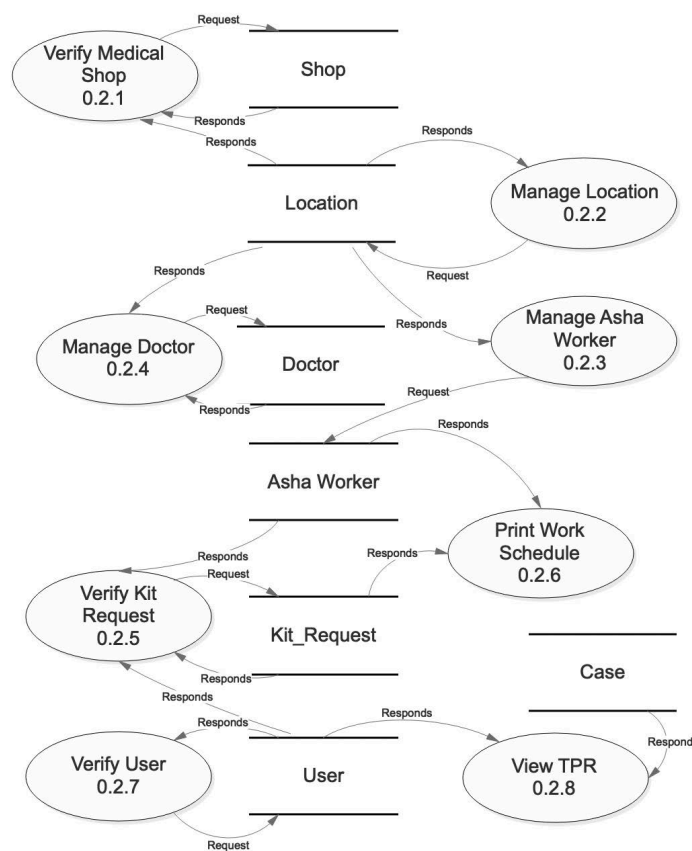 Request
Verify Medical
Shop
0.2.1
Shop
Responds
Responds
Responds
Location
Manage Location
0.2.2
Responds
Request
Request
Manage Doctor
0.2.4
Doctor
Responds
Manage Asha
Worker
0.2.3
Responds
Request
Responds
Asha Worker
Responds
Print Work
Schedule
0.2.6
Responds
Request
Verify Kit
Request
0.2.5
Kit_Request
Responds
Responds
Case
Respond
Responds
Responds
Verify User
0.2.7
User
View TPR
0.2.8
Request